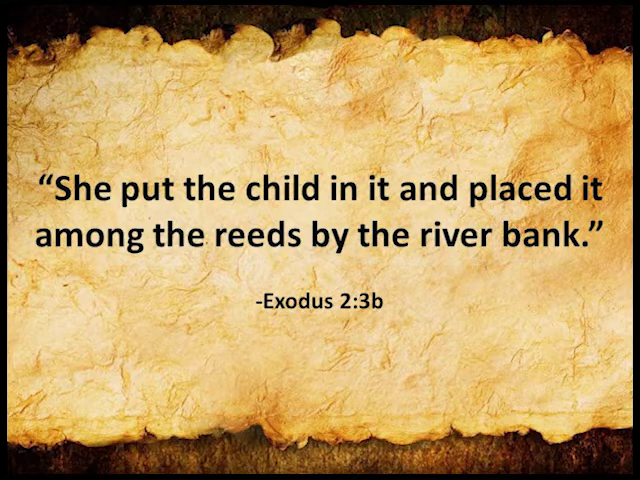 “She put the child in it and placed it
among the reeds by the river bank.”
-Exodus 2:3b